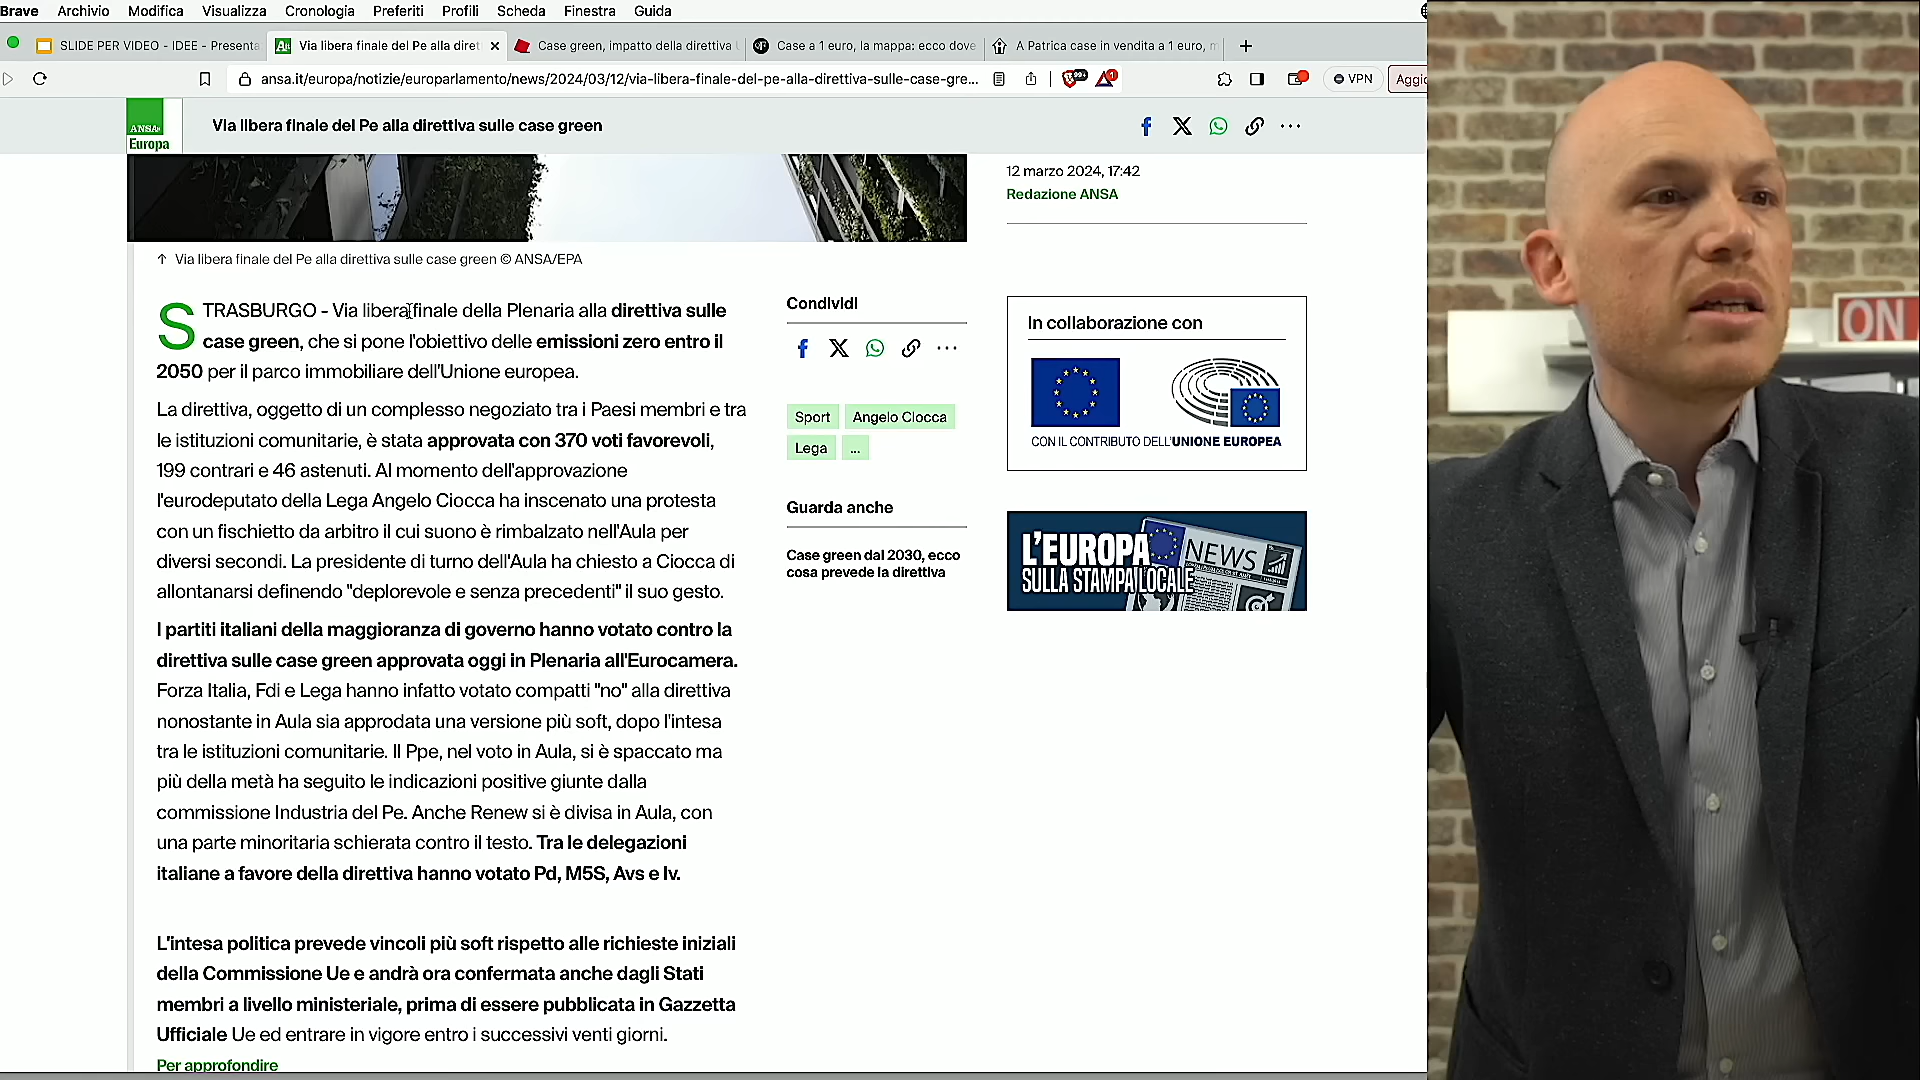 Brave Archivio Modifica Visualizza Cronologia Preferiti Profili Scheda Finestra Guida
SLIDE PER VIDEO - IDEE - Presenta
Via libera finale del Pe alla diret
Case green, impatto della direttiva
Case a 1 euro, la mappa: ecco dove
A Patrica case in vendita a 1 euro,
ansa.it/europa/notizie/europarlamento/news/2024/03/12/via-libera-finale-del-pe-alla-direttiva-sulle-case-gre...
99+
1
VPN
Aggio
ANSA
Europa
Via libera finale del Pe alla direttiva sulle case green
12 marzo 2024, 17:42
Redazione ANSA
↑ Via libera finale del Pe alla direttiva sulle case green © ANSA/EPA
STRASBURGO - Via libera finale della Plenaria alla direttiva sulle
case green, che si pone l'obiettivo delle emissioni zero entro il
2050 per il parco immobiliare dell'Unione europea.
La direttiva, oggetto di un complesso negoziato tra i Paesi membri e tra
le istituzioni comunitarie, è stata approvata con 370 voti favorevoli,
199 contrari e 46 astenuti. Al momento dell'approvazione
l'eurodeputato della Lega Angelo Ciocca ha inscenato una protesta
con un fischietto da arbitro il cui suono è rimbalzato nell'Aula per
diversi secondi. La presidente di turno dell'Aula ha chiesto a Ciocca di
allontanarsi definendo "deplorevole e senza precedenti" il suo gesto.
I partiti italiani della maggioranza di governo hanno votato contro la
direttiva sulle case green approvata oggi in Plenaria all'Eurocamera.
Forza Italia, Fdi e Lega hanno infatto votato compatti "no" alla direttiva
nonostante in Aula sia approdata una versione più soft, dopo l'intesa
tra le istituzioni comunitarie. Il Ppe, nel voto in Aula, si è spaccato ma
più della metà ha seguito le indicazioni positive giunte dalla
commissione Industria del Pe. Anche Renew si è divisa in Aula, con
una parte minoritaria schierata contro il testo. Tra le delegazioni
italiane a favore della direttiva hanno votato Pd, M5S, Avs e Iv.
L'intesa politica prevede vincoli più soft rispetto alle richieste iniziali
della Commissione Ue e andrà ora confermata anche dagli Stati
membri a livello ministeriale, prima di essere pubblicata in Gazzetta
Ufficiale Ue ed entrare in vigore entro i successivi venti giorni.
Per approfondire
Condividi
Sport
Angelo Ciocca
Lega
...
Guarda anche
Case green dal 2030, ecco
cosa prevede la direttiva
In collaborazione con
CON IL CONTRIBUTO DELL'UNIONE EUROPEA
L'EUROPA
SULLA STAMPA LOCALE
NEWS
ON